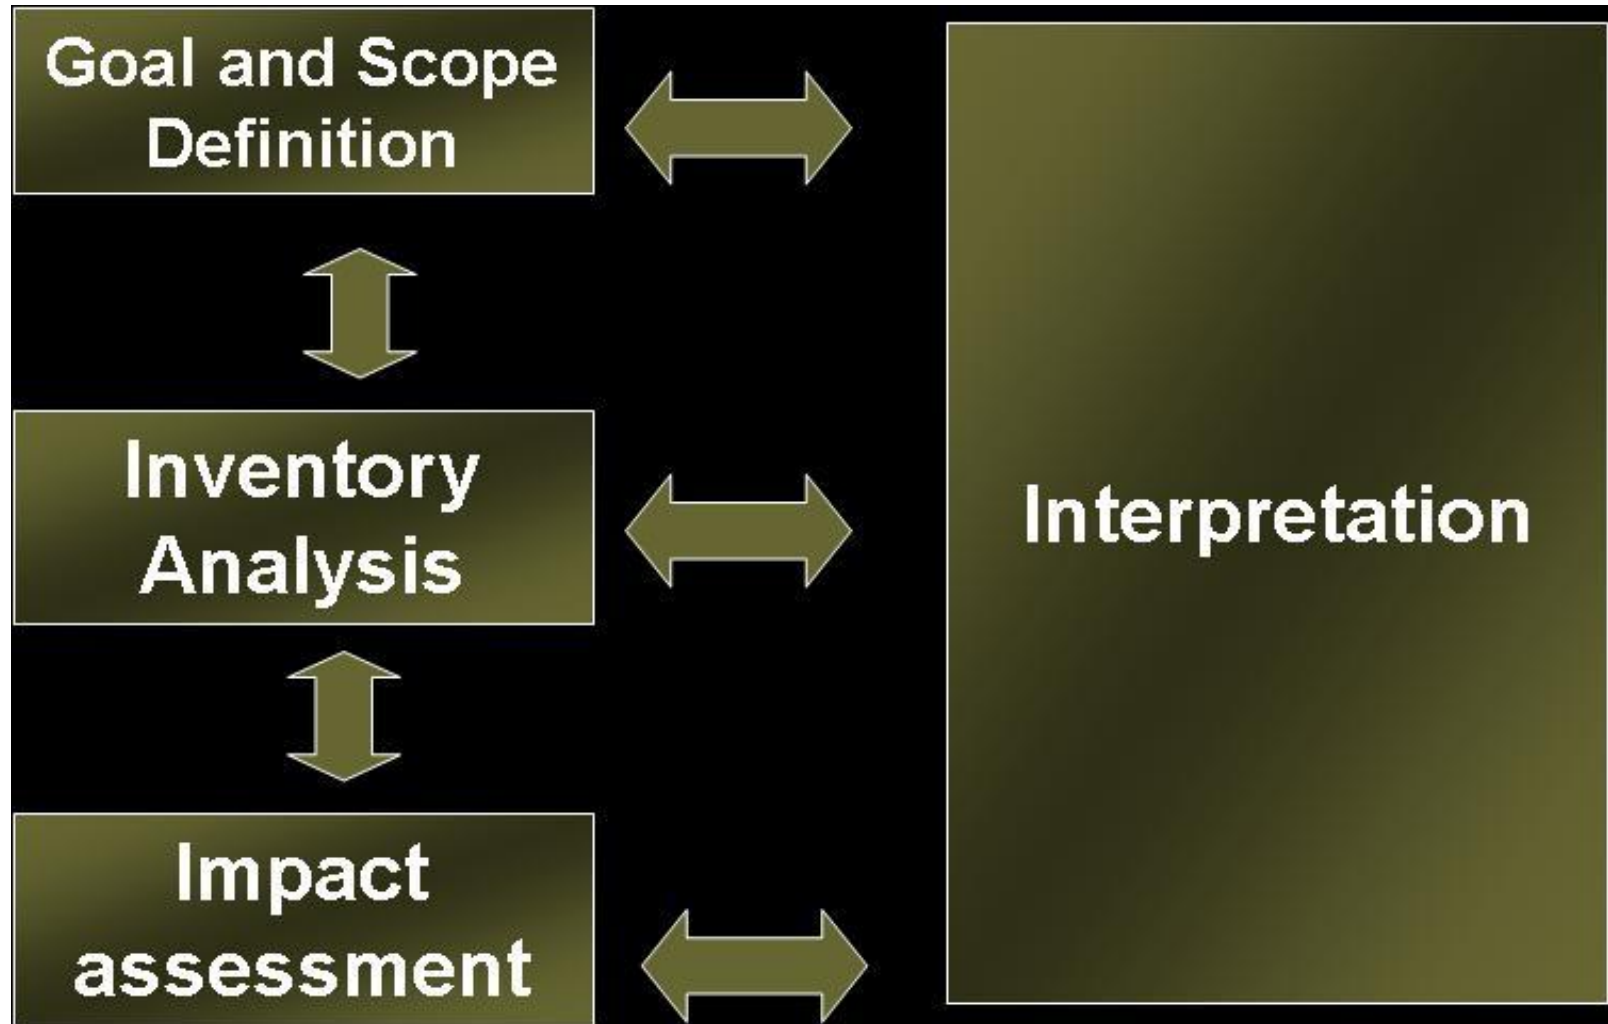 Goal and Scope
Definition
Inventory
Analysis
Impact
assessment
Interpretation